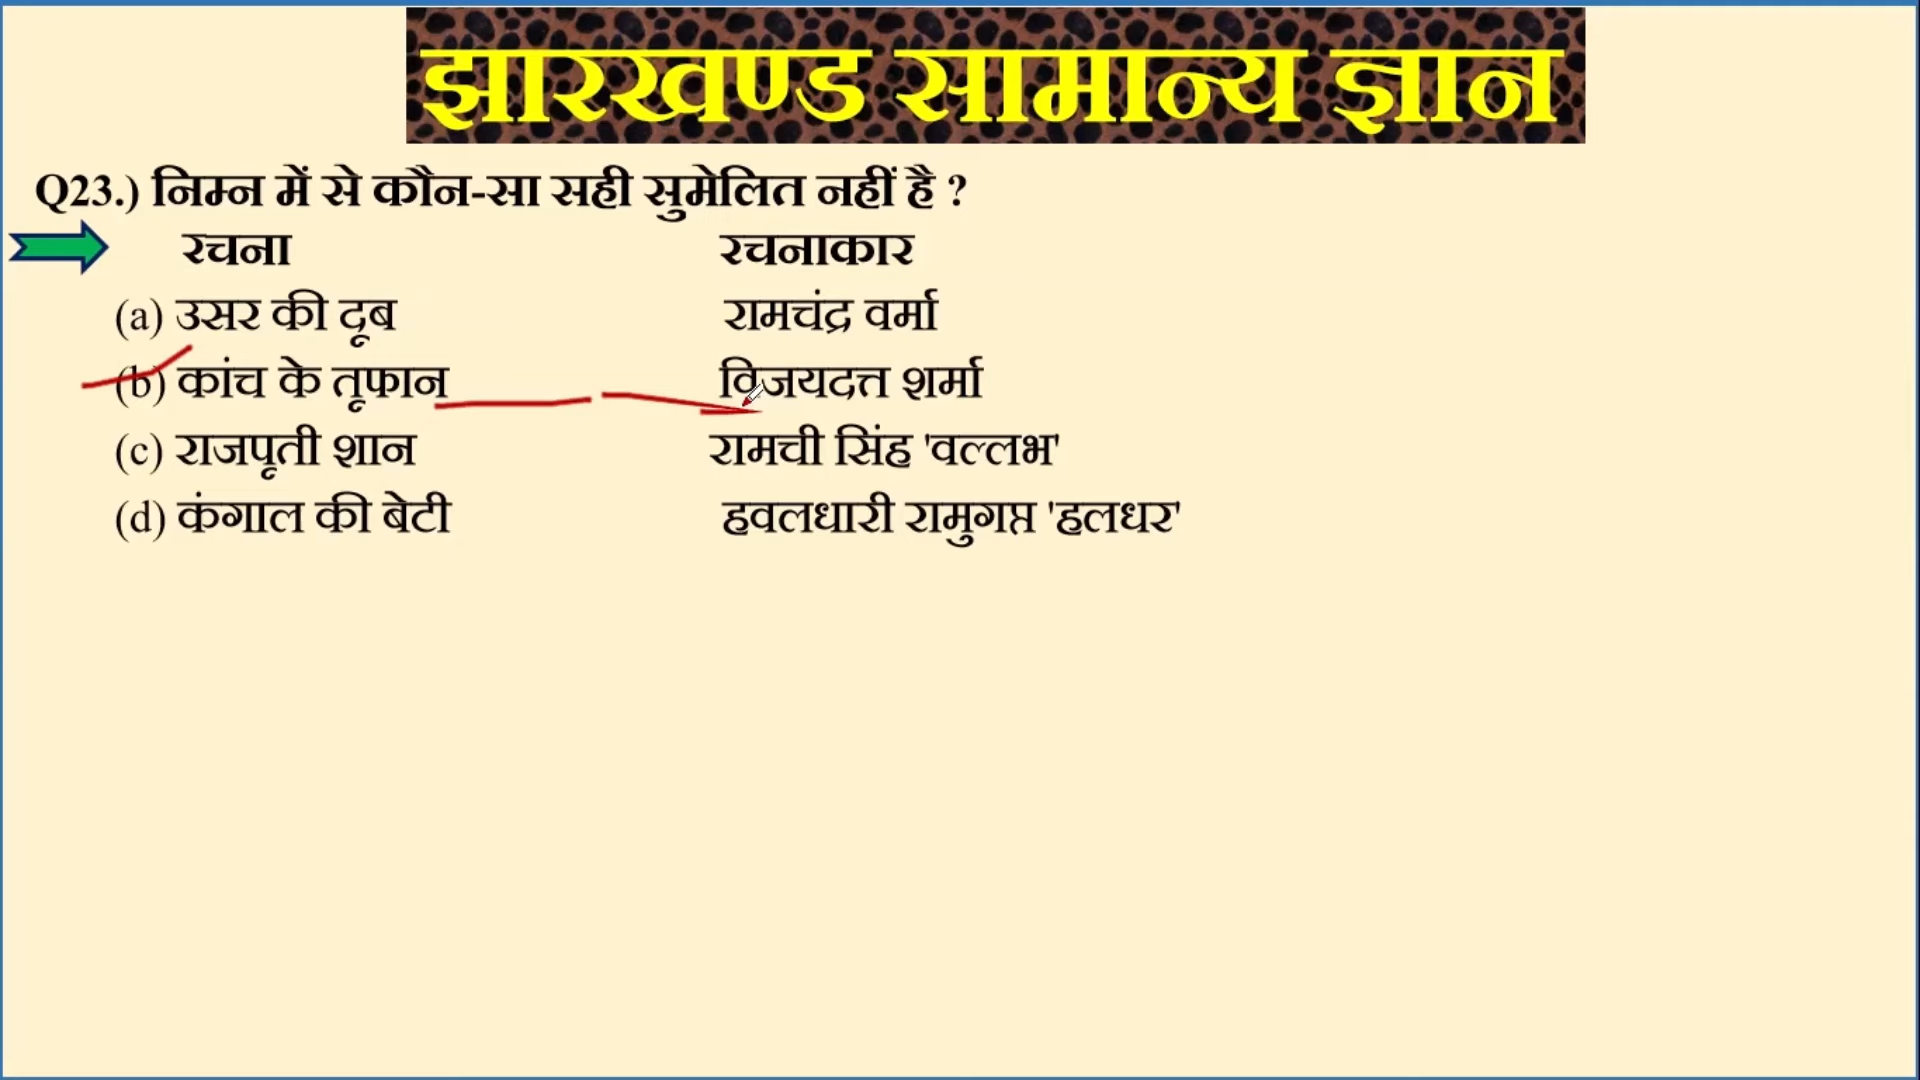 झारखण्ड सामान्य ज्ञान
Q23.) निम्न में से कौन-सा सही सुमेलित नहीं है ?
रचना रचनाकार
(a) उसर की दूब रामचंद्र वर्मा
(b) कांच के तूफान विजयदत्त शर्मा
(c) राजपूती शान रामची सिंह 'वल्लभ'
(d) कंगाल की बेटी हवलधारी रामुगप्त 'हलधर'